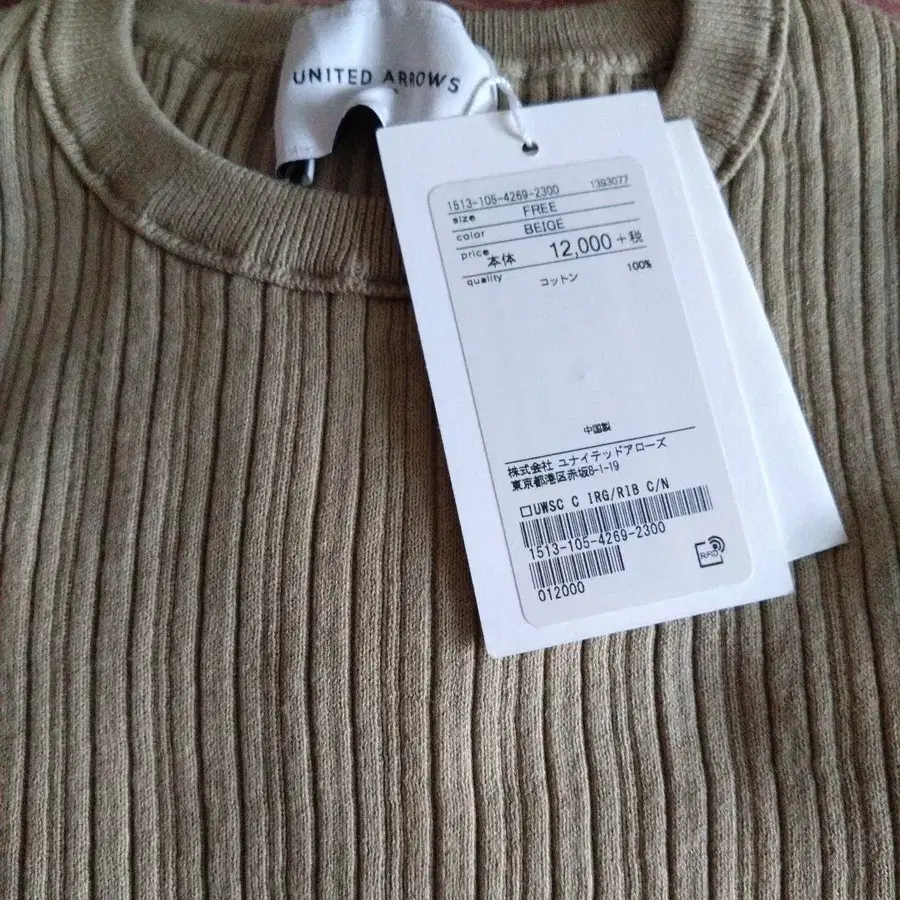 UNITED ARROWS
1513-105-4269-2300 1393077
size FREE
color BEIGE
price 本体 12,000+税
quality コットン 100%
中国製
株式会社 ユナイテッドアローズ
東京都港区赤坂8-1-19
□UWSC C IRG/RIB C/N
1513-105-4269-2300
012000
RFID